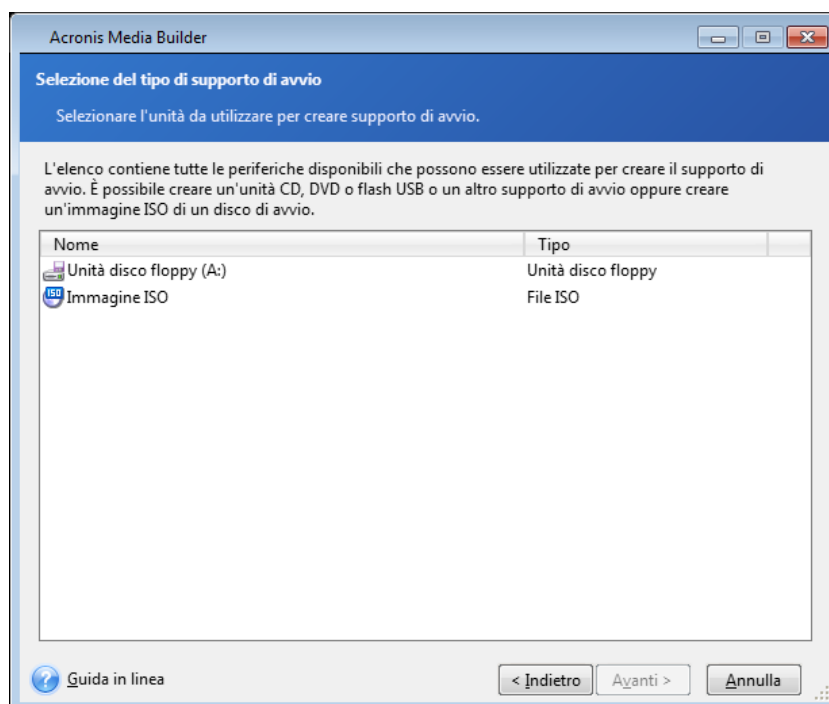 Acronis Media Builder
Selezione del tipo di supporto di avvio
Selezionare l'unità da utilizzare per creare supporto di avvio.
L'elenco contiene tutte le periferiche disponibili che possono essere utilizzate per creare il supporto di
avvio. È possibile creare un'unità CD, DVD o flash USB o un altro supporto di avvio oppure creare
un'immagine ISO di un disco di avvio.
Nome Tipo
Unità disco floppy (A:) Unità disco floppy
ISO Immagine ISO File ISO
? Guida in linea < Indietro Avanti > Annulla